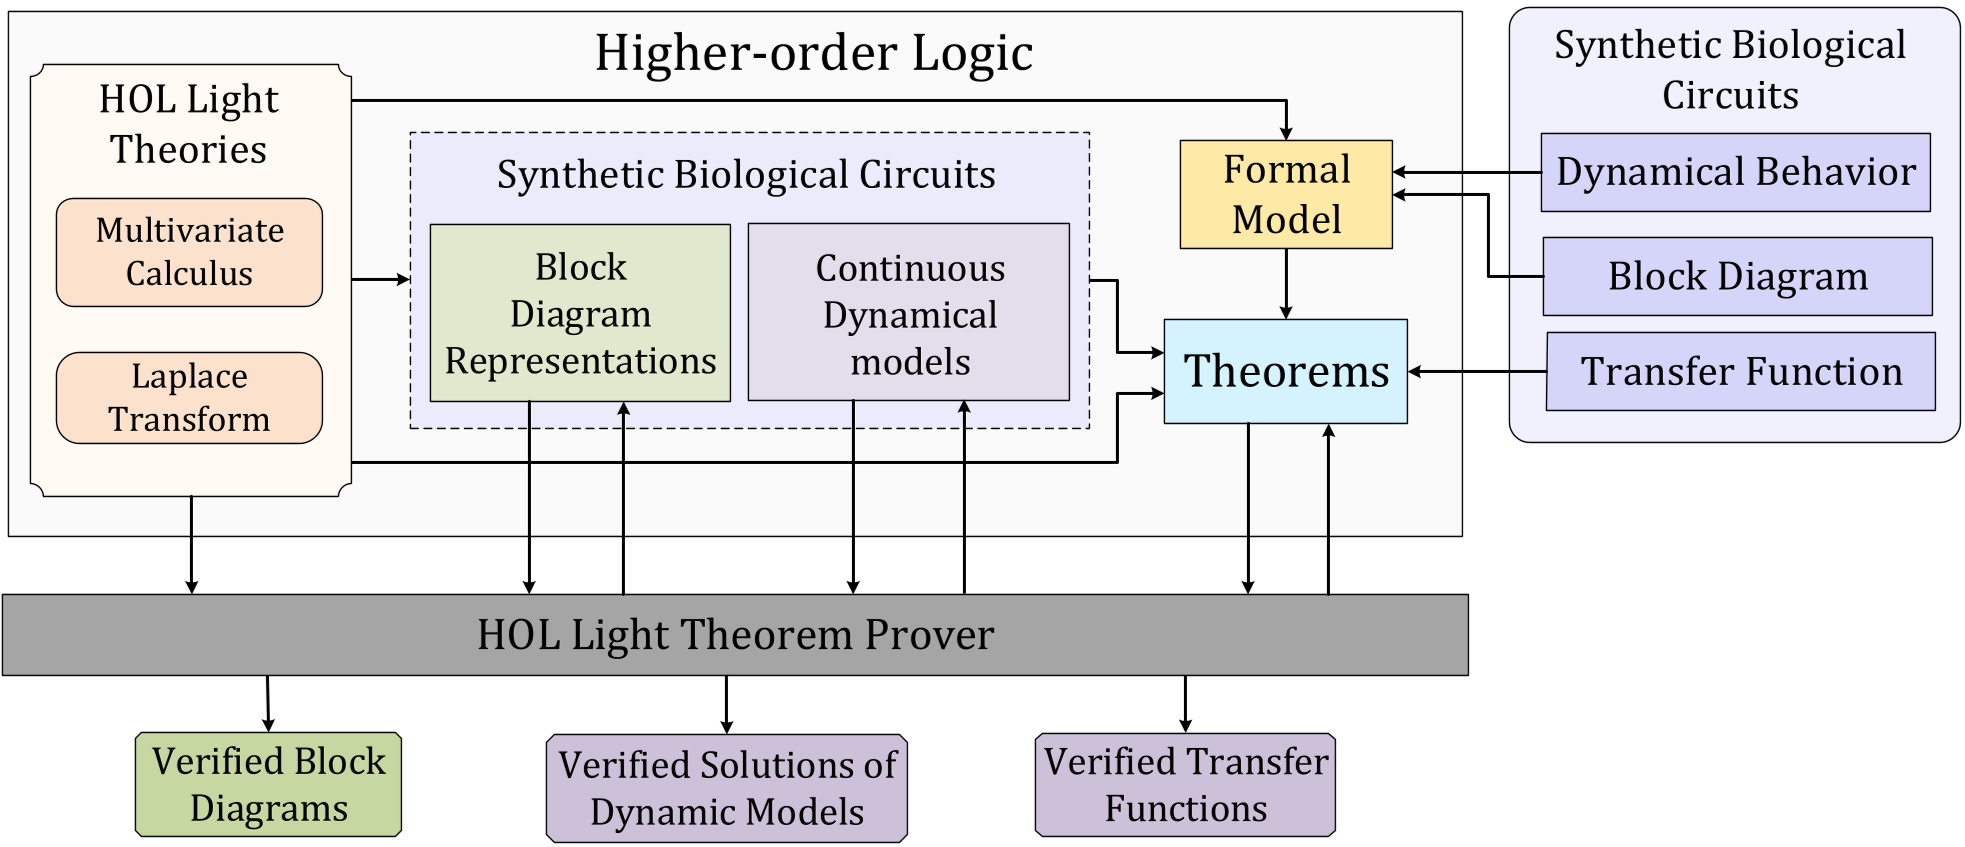 Higher-order Logic
HOL Light
Theories
Multivariate
Calculus
Laplace
Transform
Synthetic Biological Circuits
Block
Diagram
Representations
Continuous
Dynamical
models
Formal
Model
Theorems
Synthetic Biological
Circuits
Dynamical Behavior
Block Diagram
Transfer Function
HOL Light Theorem Prover
Verified Block
Diagrams
Verified Solutions of
Dynamic Models
Verified Transfer
Functions